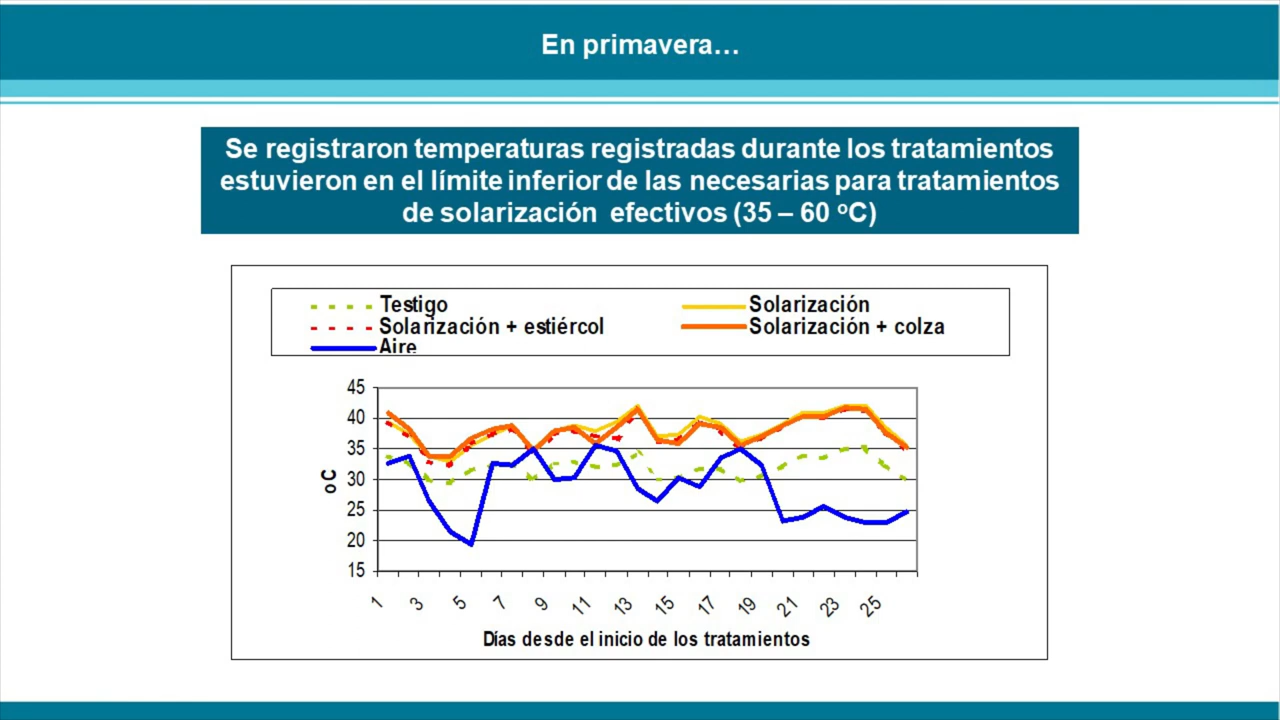 En primavera…
Se registraron temperaturas registradas durante los tratamientos
estuvieron en el límite inferior de las necesarias para tratamientos
de solarización efectivos (35 – 60 ºC)
Testigo
Solarización
Solarización + estiércol
Solarización + colza
Aire
45
40
35
30
25
20
15
o C
1
3
5
7
9
11
13
15
17
19
21
23
25
Días desde el inicio de los tratamientos